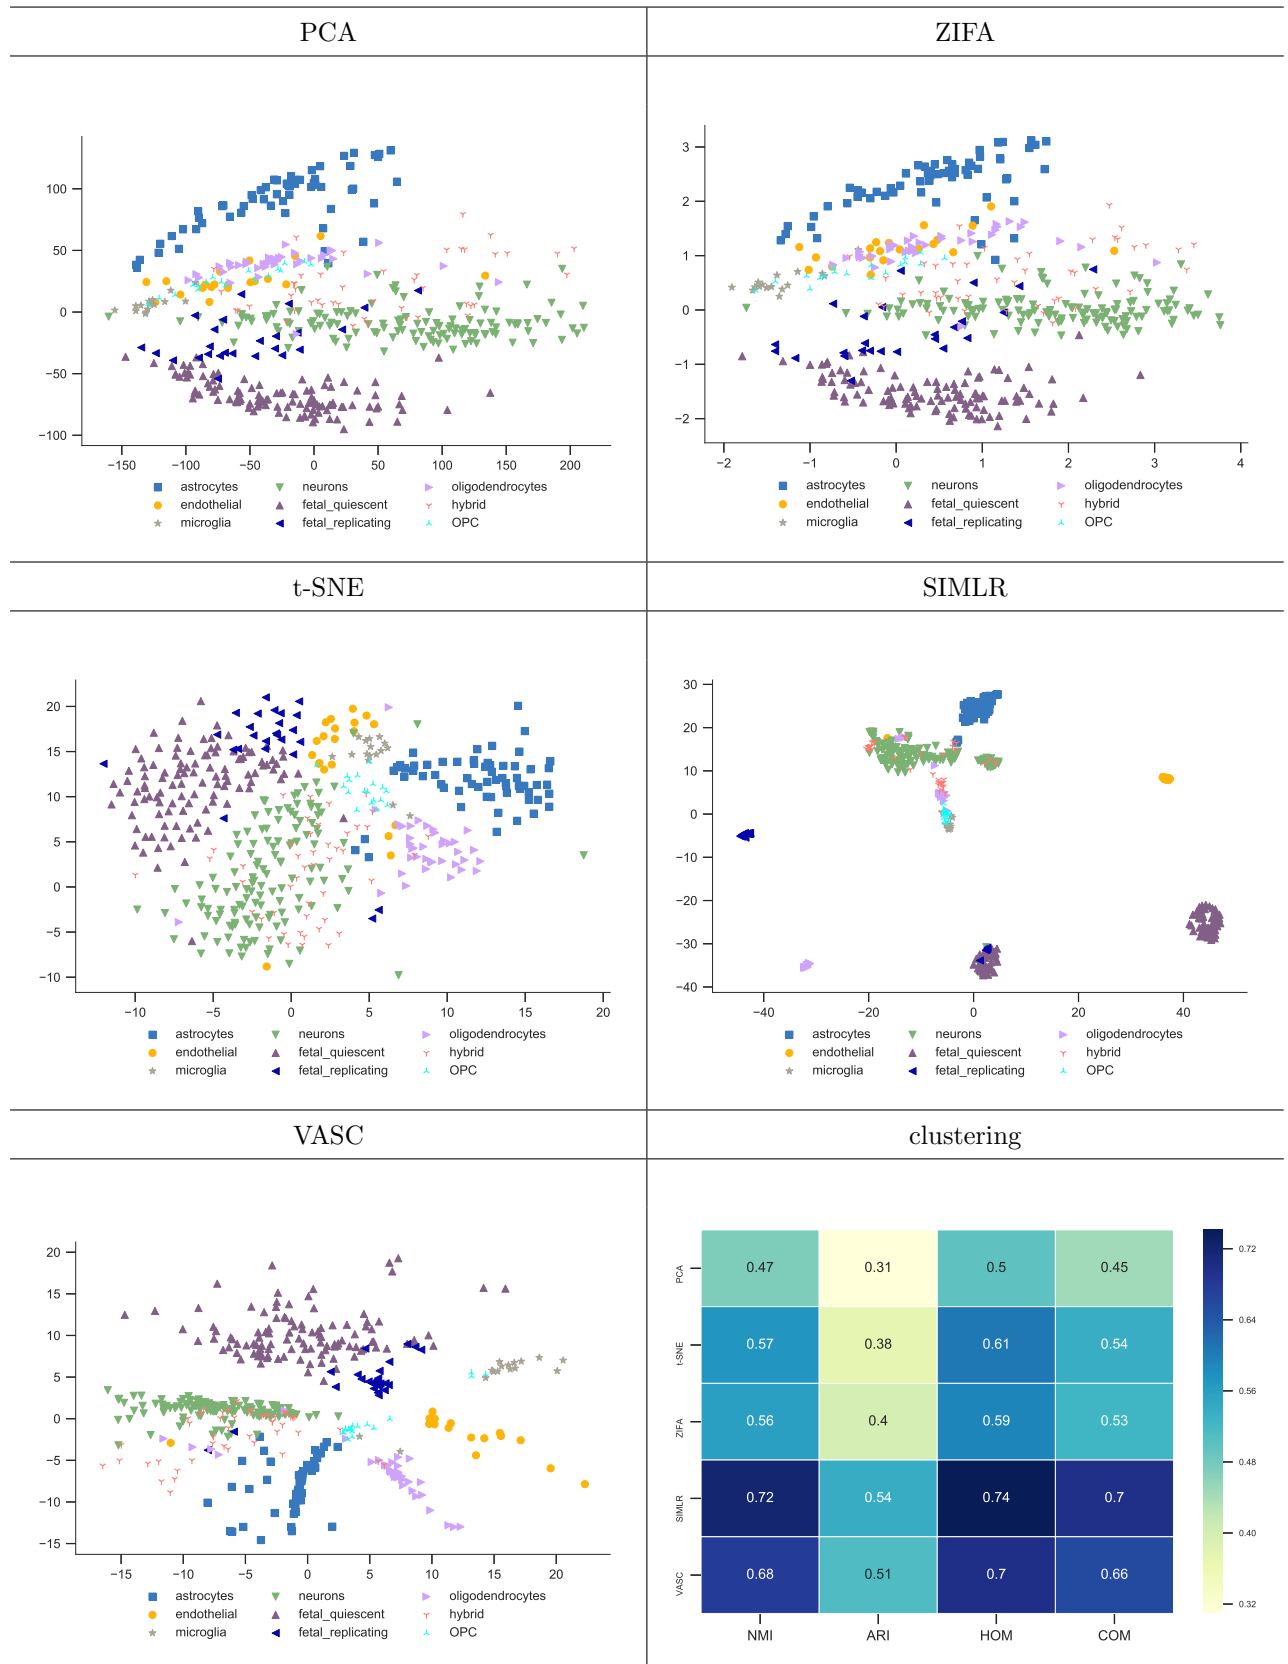 PCA
ZIFA
100
50
0
−50
−100
−150 −100 −50 0 50 100 150 200
astrocytes neurons oligodendrocytes
endothelial fetal_quiescent hybrid
microglia fetal_replicating OPC
3
2
1
0
−1
−2
−2 −1 0 1 2 3 4
astrocytes neurons oligodendrocytes
endothelial fetal_quiescent hybrid
microglia fetal_replicating OPC
t-SNE
SIMLR
20
15
10
5
0
−5
−10
−10 −5 0 5 10 15 20
astrocytes neurons oligodendrocytes
endothelial fetal_quiescent hybrid
microglia fetal_replicating OPC
30
20
10
0
−10
−20
−30
−40
−40 −20 0 20 40
astrocytes neurons oligodendrocytes
endothelial fetal_quiescent hybrid
microglia fetal_replicating OPC
VASC
clustering
20
15
10
5
0
−5
−10
−15
−15 −10 −5 0 5 10 15 20
astrocytes neurons oligodendrocytes
endothelial fetal_quiescent hybrid
microglia fetal_replicating OPC
PCA 0.47 0.31 0.5 0.45
t-SNE 0.57 0.38 0.61 0.54
ZIFA 0.56 0.4 0.59 0.53
SIMLR 0.72 0.54 0.74 0.7
VASC 0.68 0.51 0.7 0.66
NMI ARI HOM COM
0.72
0.64
0.56
0.48
0.40
0.32